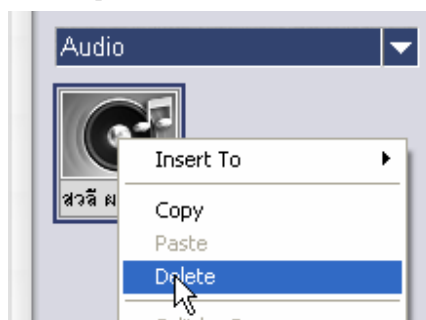 Audio
Insert To
สวลี ผ
Copy
Paste
Delete